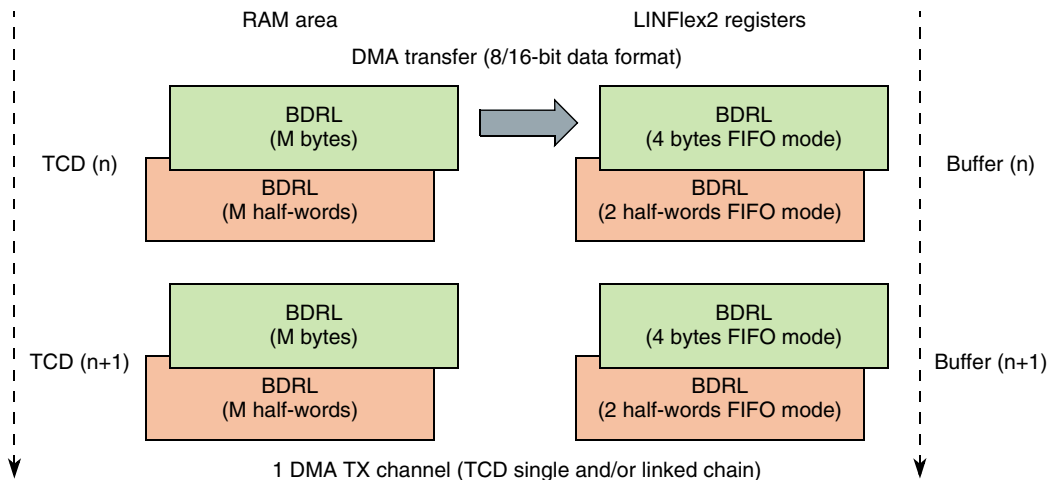 RAM area
LINFlex2 registers
DMA transfer (8/16-bit data format)
BDRL
(M bytes)
BDRL
(4 bytes FIFO mode)
TCD (n)
Buffer (n)
BDRL
(M half-words)
BDRL
(2 half-words FIFO mode)
BDRL
(M bytes)
BDRL
(4 bytes FIFO mode)
TCD (n+1)
Buffer (n+1)
BDRL
(M half-words)
BDRL
(2 half-words FIFO mode)
1 DMA TX channel (TCD single and/or linked chain)